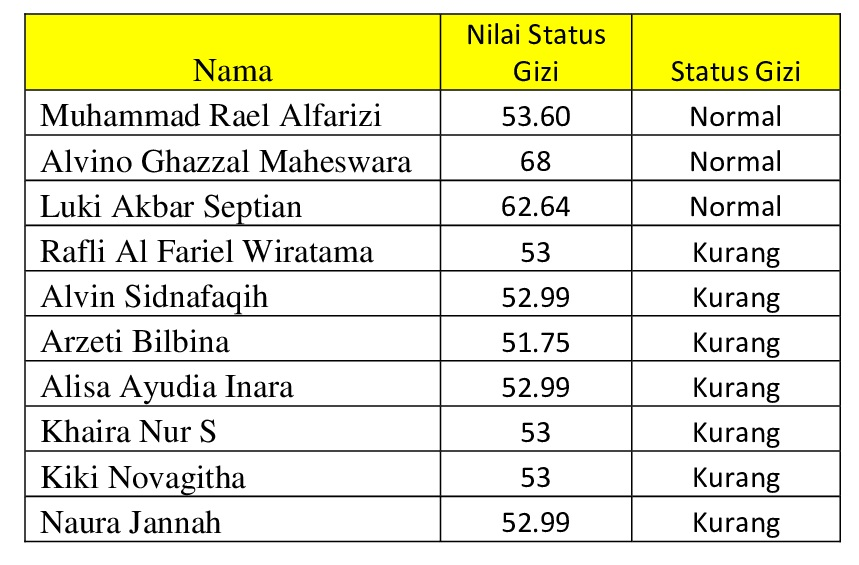 Nama Nilai Status Gizi Status Gizi
Muhammad Rael Alfarizi 53.60 Normal
Alvino Ghazzal Maheswara 68 Normal
Luki Akbar Septian 62.64 Normal
Rafli Al Fariel Wiratama 53 Kurang
Alvin Sidnafaqih 52.99 Kurang
Arzeti Bilbina 51.75 Kurang
Alisa Ayudia Inara 52.99 Kurang
Khaira Nur S 53 Kurang
Kiki Novagitha 53 Kurang
Naura Jannah 52.99 Kurang